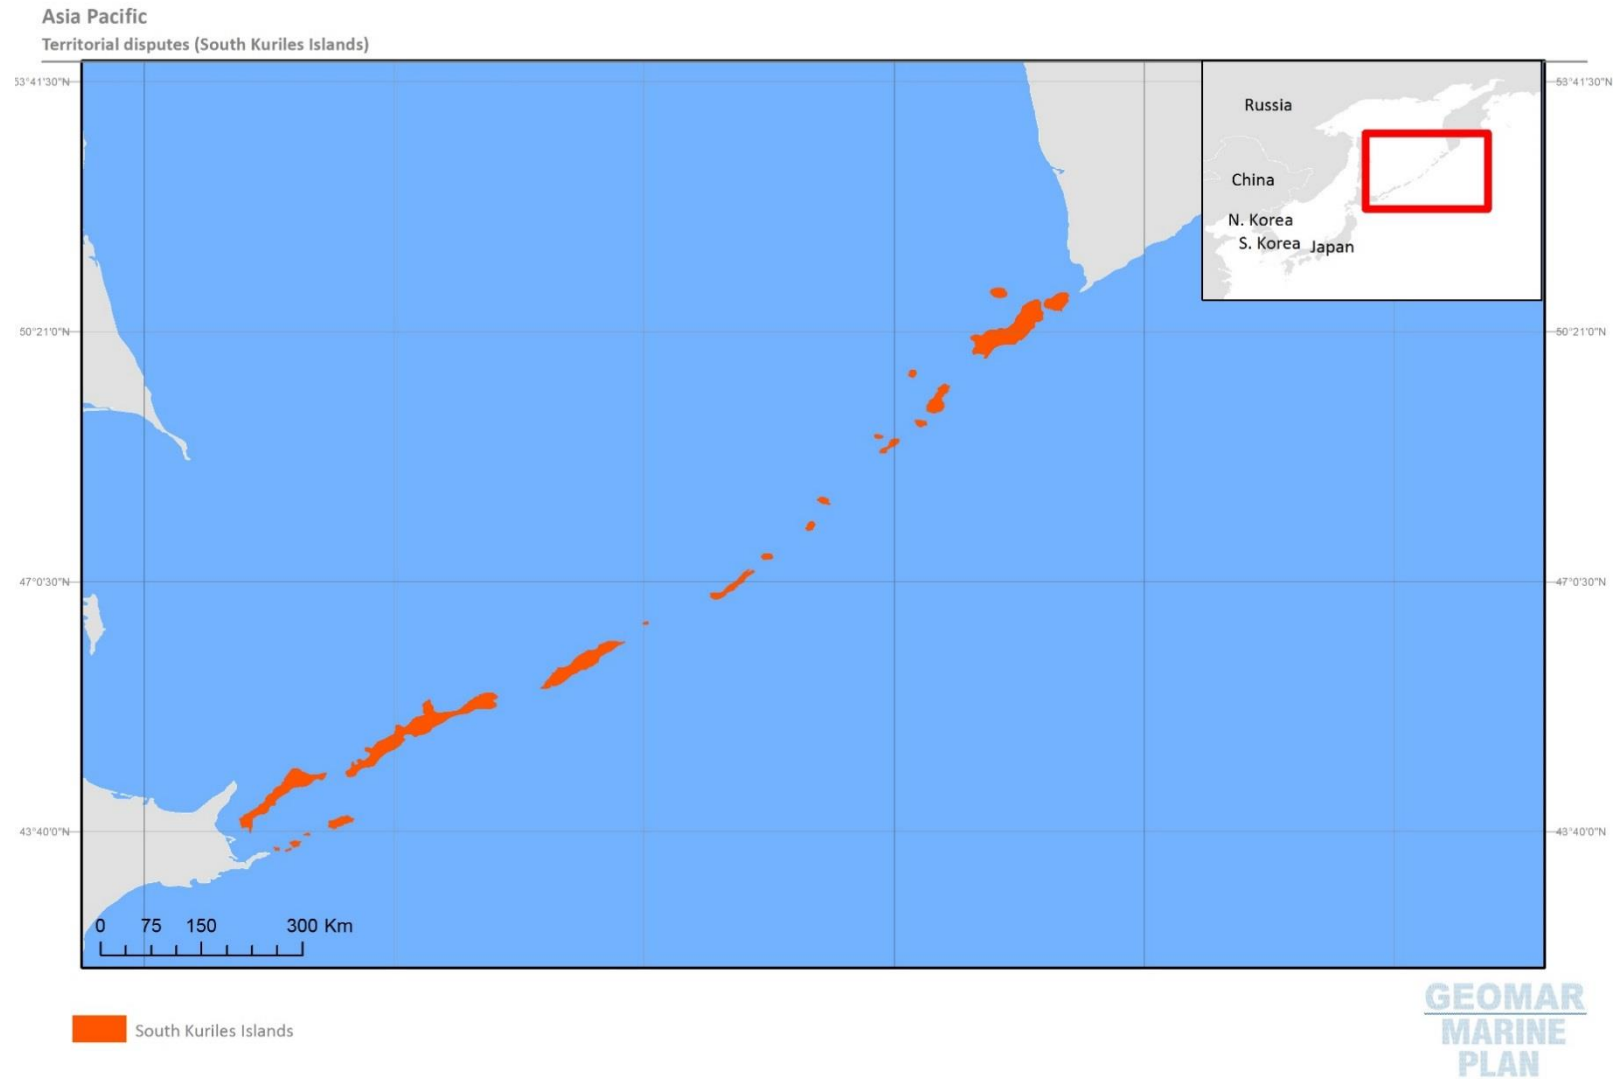 Asia Pacific
Territorial disputes (South Kuriles Islands)
53°41'30"N
53°41'30"N
Russia
China
N. Korea
S. Korea Japan
50°21'0"N
50°21'0"N
47°0'30"N
47°0'30"N
43°40'0"N
43°40'0"N
0 75 150 300 Km
South Kuriles Islands
GEOMAR
MARINE
PLAN